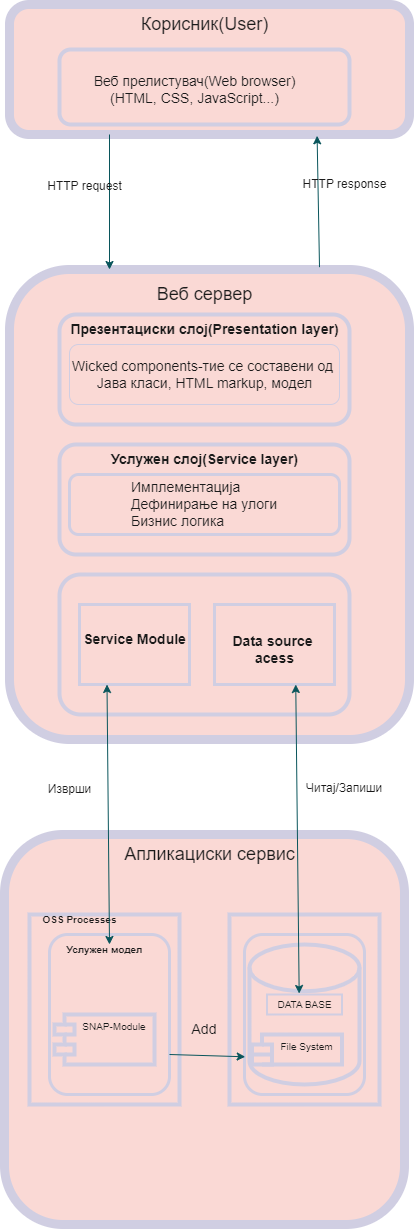 Корисник(User)
Веб прелистувач(Web browser)
(HTML, CSS, JavaScript...)
HTTP request
HTTP response
Веб сервер
Презентациски слој(Presentation layer)
Wicked components-тие се составени од
Јава класи, HTML markup, модел
Услужен слој(Service layer)
Имплементација
Дефинирање на улоги
Бизнис логика
Service Module
Data source
acess
Изврши
Читај/Запиши
Апликациски сервис
OSS Processes
Услужен модел
DATA BASE
SNAP-Module
Add
File System